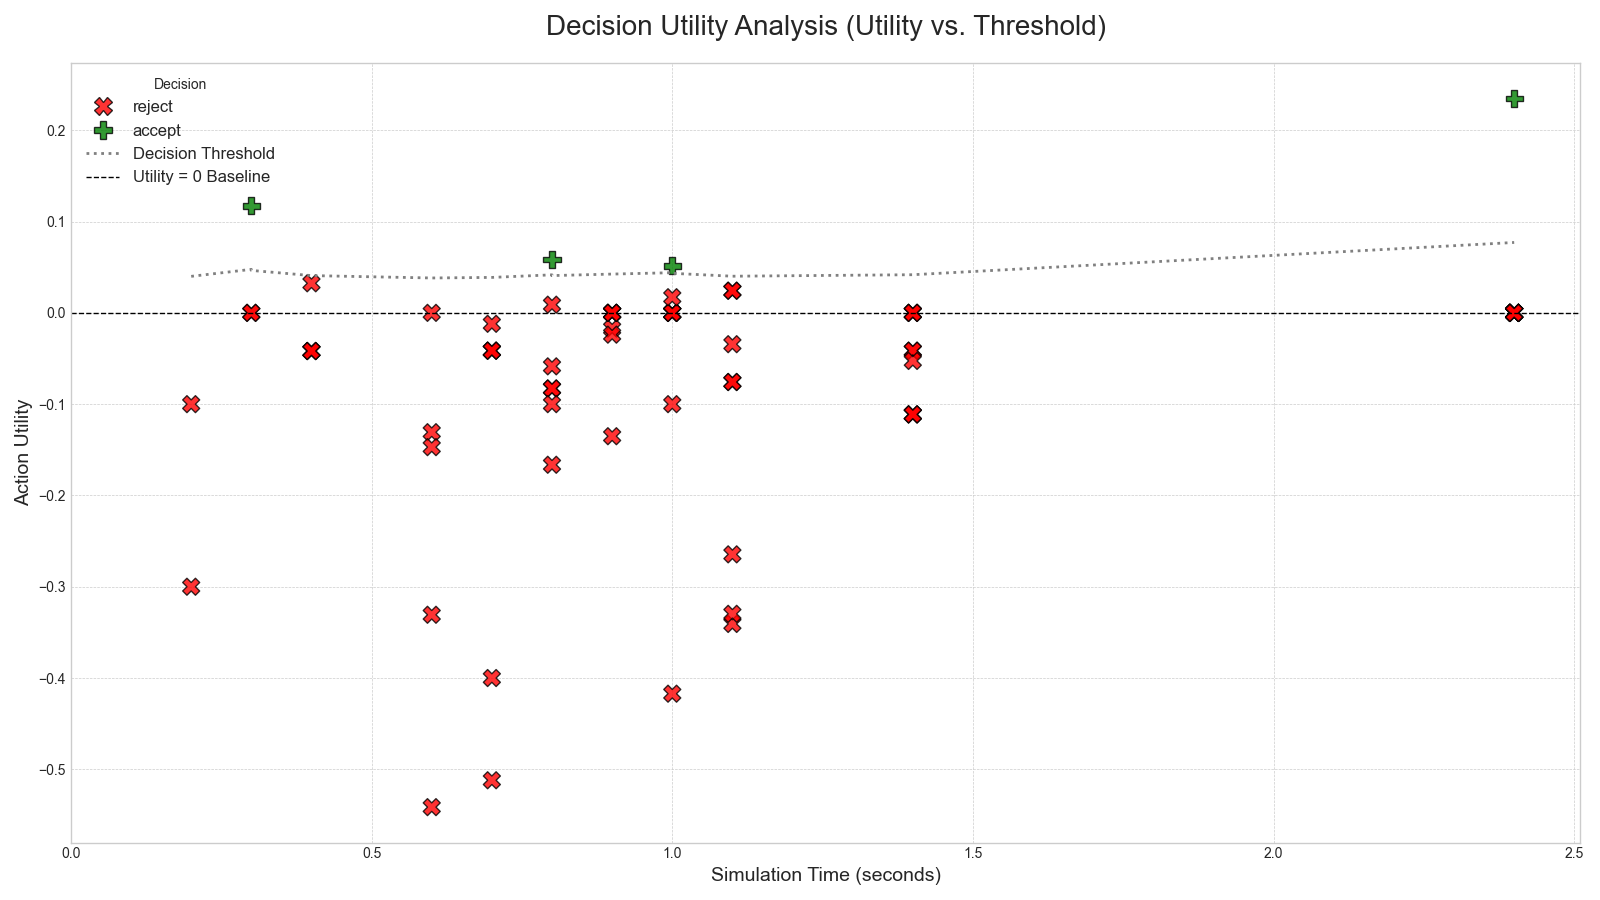 Decision Utility Analysis (Utility vs. Threshold)
Decision
reject
accept
Decision Threshold
Utility = 0 Baseline
Action Utility
0.2
0.1
0.0
−0.1
−0.2
−0.3
−0.4
−0.5
0.0 0.5 1.0 1.5 2.0 2.5
Simulation Time (seconds)